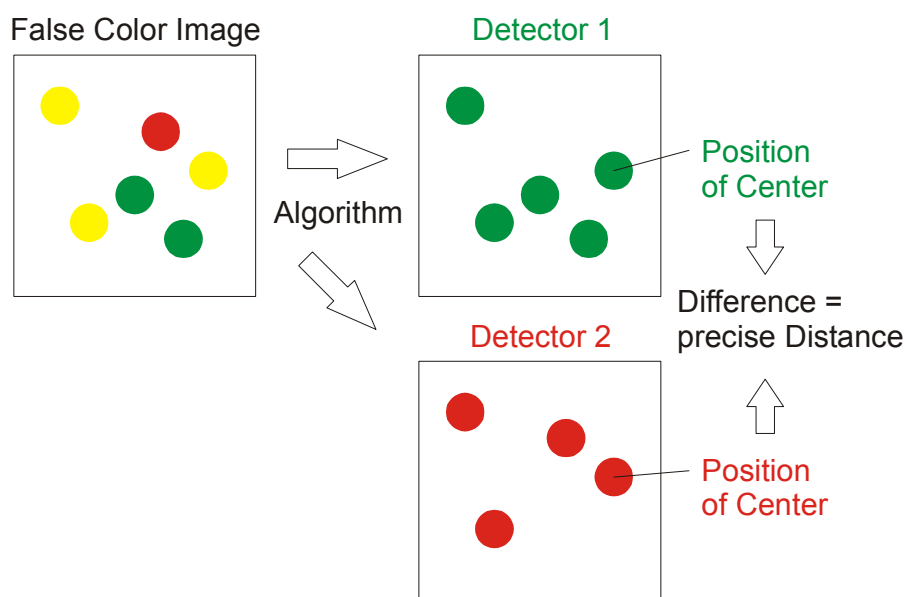 False Color Image
Detector 1
Position
of Center
Algorithm
Difference =
precise Distance
Detector 2
Position
of Center